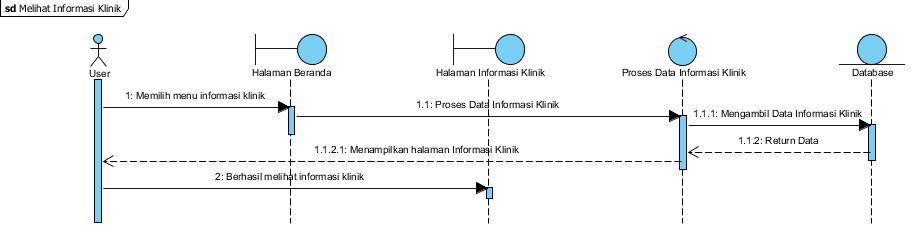 sd Melihat Informasi Klinik
User
Halaman Beranda
Halaman Informasi Klinik
Proses Data Informasi Klinik
Database
1: Memilih menu informasi klinik
1.1: Proses Data Informasi Klinik
1.1.1: Mengambil Data Informasi Klinik
1.1.2: Return Data
1.1.2.1: Menampilkan halaman Informasi Klinik
2: Berhasil melihat informasi klinik